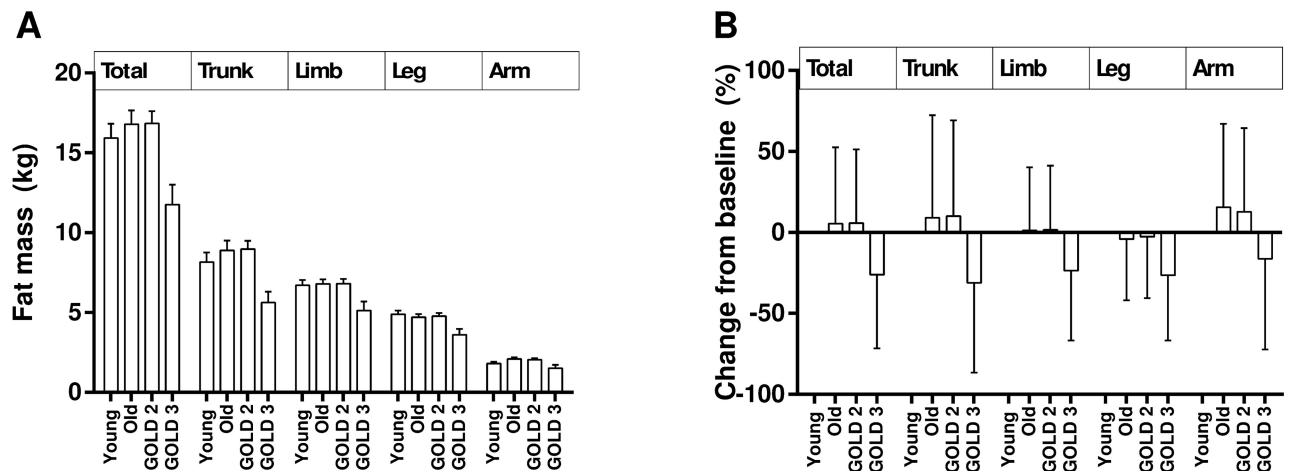 A
Fat mass (kg)
20
15
10
5
0
Total Trunk Limb Leg Arm
Young Old GOLD 2 GOLD 3 Young Old GOLD 2 GOLD 3 Young Old GOLD 2 GOLD 3 Young Old GOLD 2 GOLD 3 Young Old GOLD 2 GOLD 3
B
Change from baseline (%)
100
50
0
-50
-100
Total Trunk Limb Leg Arm
Young Old GOLD 2 GOLD 3 Young Old GOLD 2 GOLD 3 Young Old GOLD 2 GOLD 3 Young Old GOLD 2 GOLD 3 Young Old GOLD 2 GOLD 3